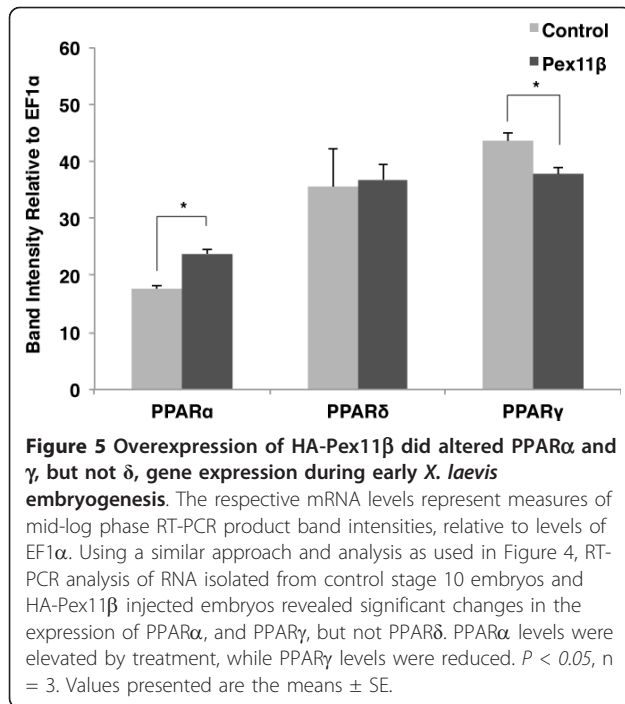 Control
Pex11β
Band Intensity Relative to EF1α
60
50
40
30
20
10
0
*
*
PPARα
PPARδ
PPARγ
Figure 5 Overexpression of HA-Pex11β did altered PPARα and
γ, but not δ, gene expression during early X. laevis
embryogenesis. The respective mRNA levels represent measures of
mid-log phase RT-PCR product band intensities, relative to levels of
EF1α. Using a similar approach and analysis as used in Figure 4, RT-
PCR analysis of RNA isolated from control stage 10 embryos and
HA-Pex11β injected embryos revealed significant changes in the
expression of PPARα, and PPARγ, but not PPARδ. PPARα levels were
elevated by treatment, while PPARγ levels were reduced. P < 0.05, n
= 3. Values presented are the means ± SE.